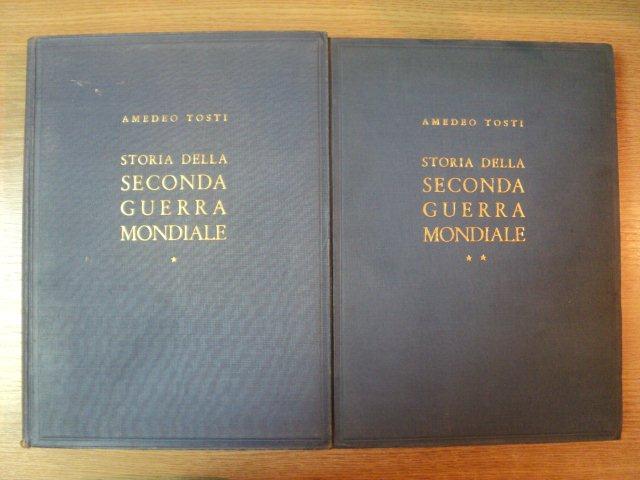 AMEDEO TOSTI
STORIA DELLA
SECONDA
GUERRA
MONDIALE
*
AMEDEO TOSTI
STORIA DELLA
SECONDA
GUERRA
MONDIALE
* *